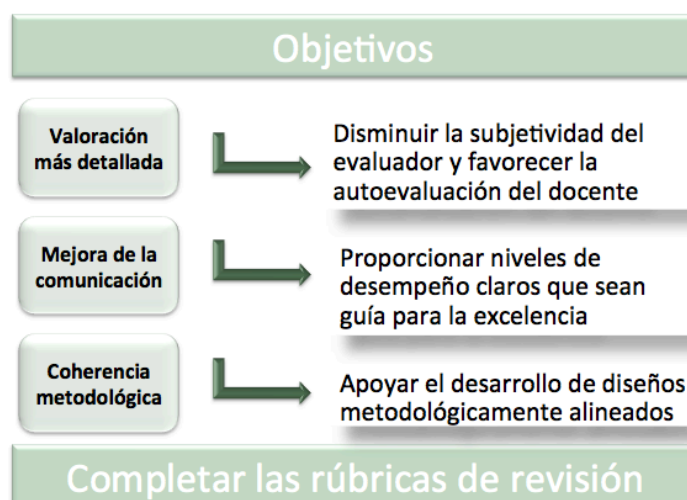 Objetivos
Valoración
más detallada
Disminuir la subjetividad del
evaluador y favorecer la
autoevaluación del docente
Mejora de la
comunicación
Proporcionar niveles de
desempeño claros que sean
guía para la excelencia
Coherencia
metodológica
Apoyar el desarrollo de diseños
metodológicamente alineados
Completar las rúbricas de revisión